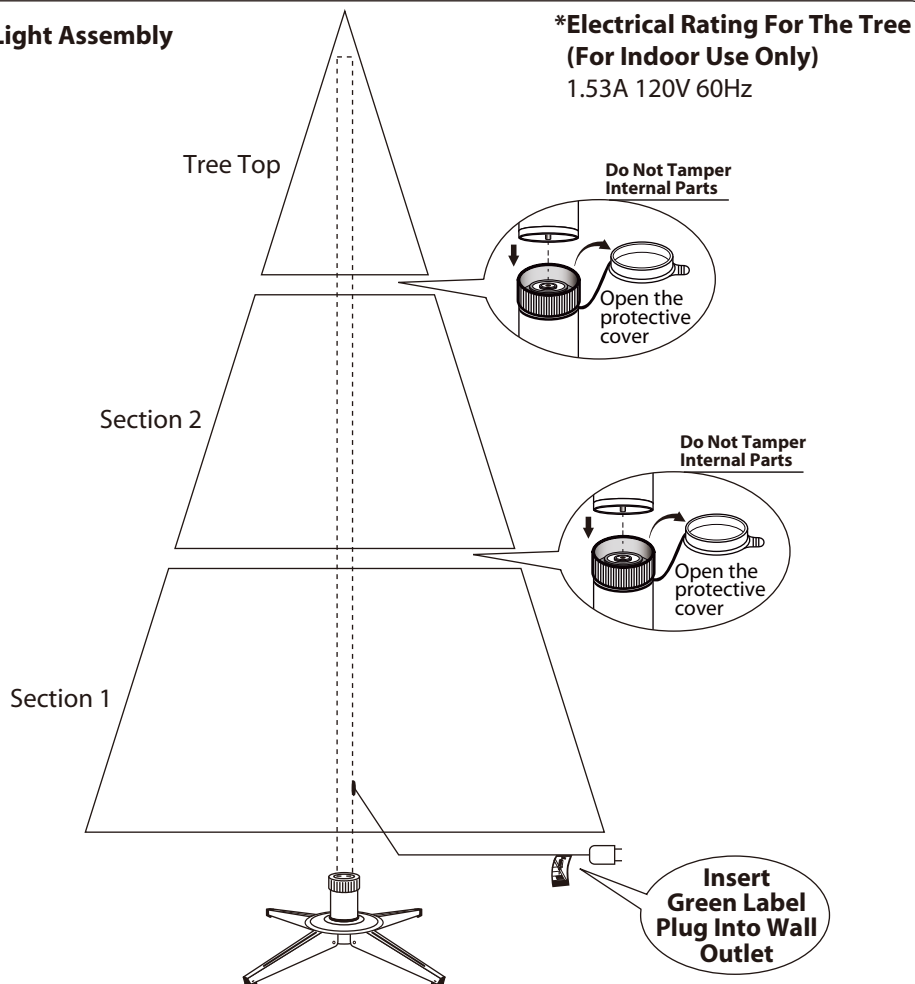 Light Assembly
*Electrical Rating For The Tree
(For Indoor Use Only)
1.53A 120V 60Hz
Tree Top
Do Not Tamper
Internal Parts
Open the
protective
cover
Section 2
Do Not Tamper
Internal Parts
Open the
protective
cover
Section 1
Insert
Green Label
Plug Into Wall
Outlet